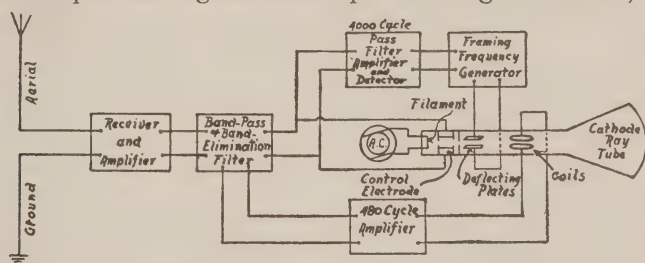 4000 Cycle
Pass
Filter
Amplifier
and
Detector
Framing
Frequency
Generator
Aerial
Filament
Receiver
and
Amplifier
Band-Pass
& Band-
Elimination
Filter
A.C.
Cathode
Ray
Tube
Control
Electrode
Deflecting
Plates
Coils
Ground
480 Cycle
Amplifier